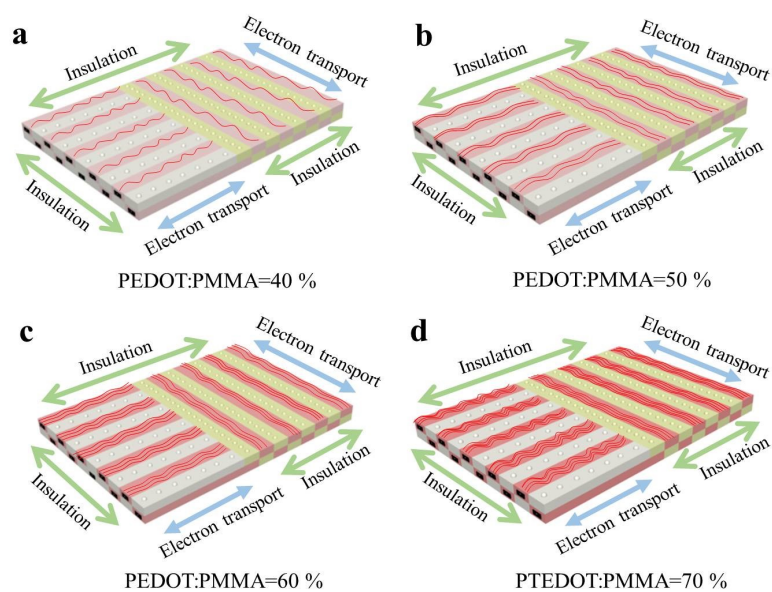 a
Insulation
Electron transport
Insulation
Electron transport
Insulation
PEDOT:PMMA=40 %
b
Insulation
Electron transport
Insulation
Electron transport
Insulation
PEDOT:PMMA=50 %
c
Insulation
Electron transport
Insulation
Electron transport
Insulation
PEDOT:PMMA=60 %
d
Insulation
Electron transport
Insulation
Electron transport
Insulation
PTEDOT:PMMA=70 %